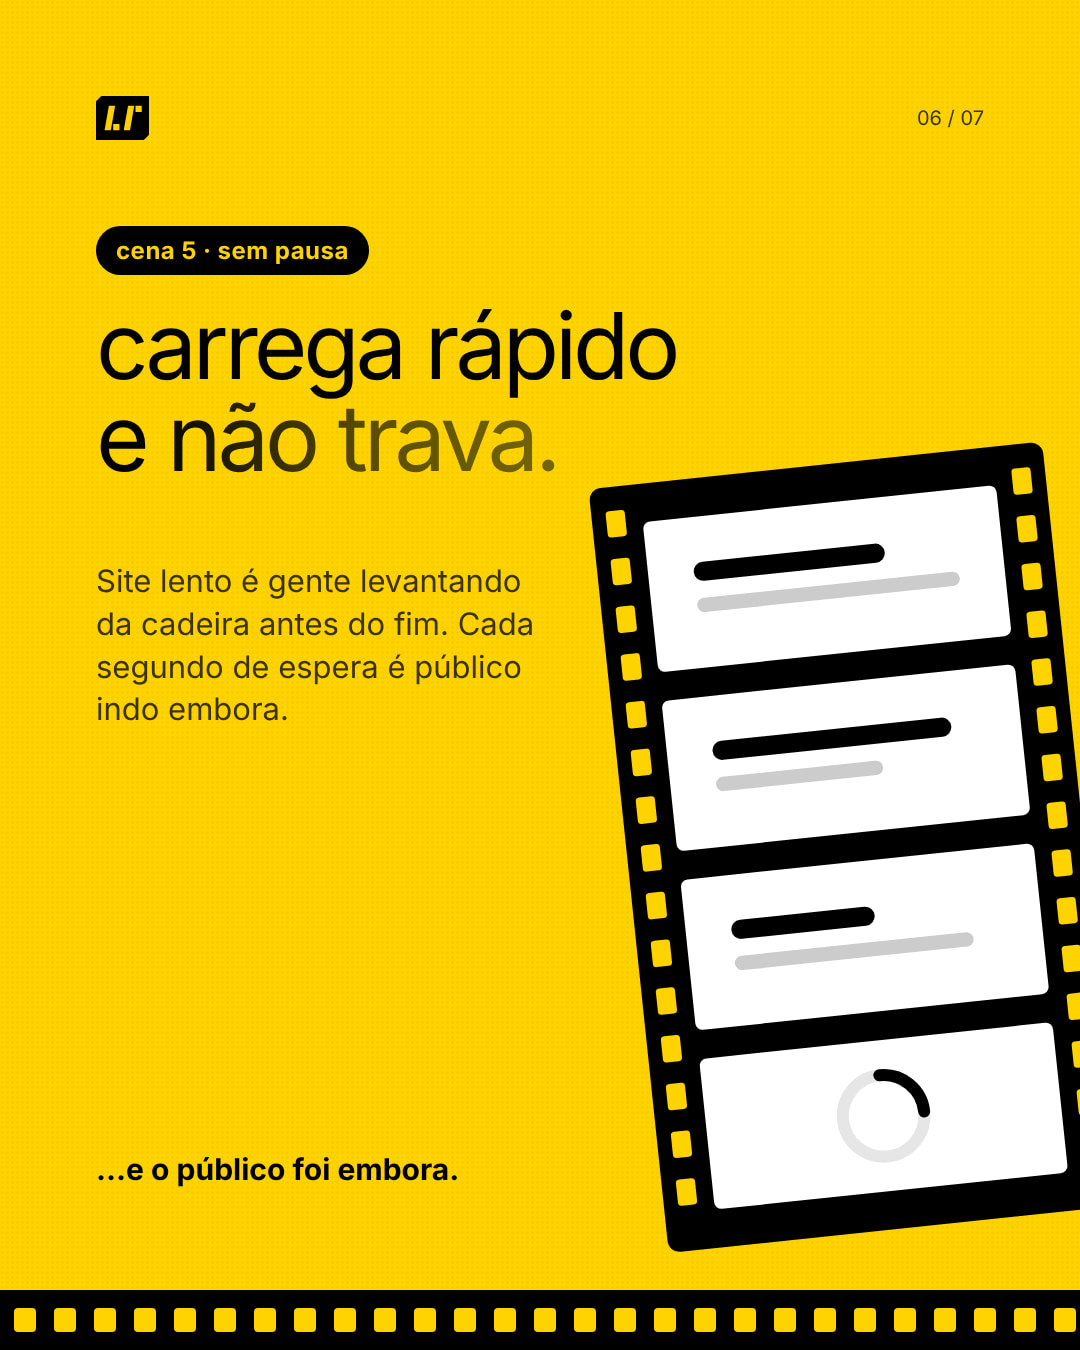 LT
06 / 07
cena 5 · sem pausa
carrega rápido
e não trava.
Site lento é gente levantando
da cadeira antes do fim. Cada
segundo de espera é público
indo embora.
...e o público foi embora.